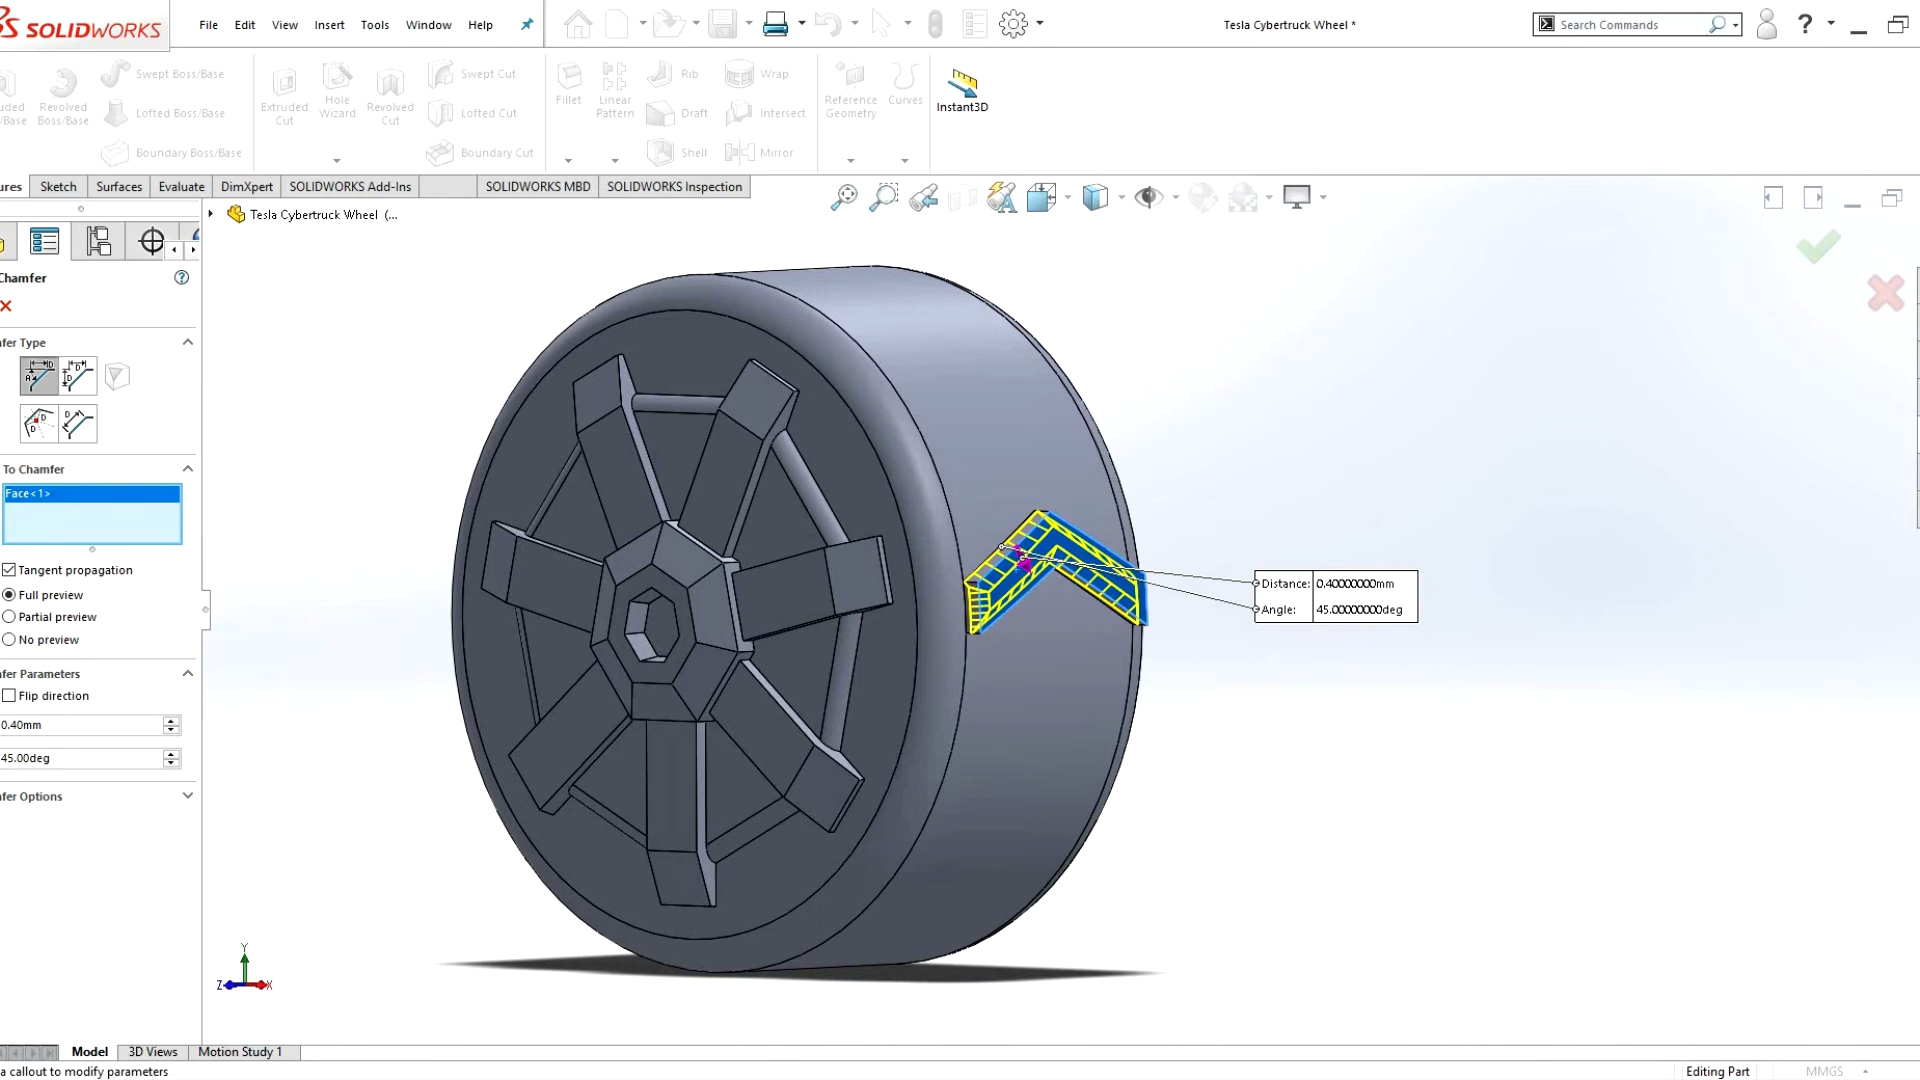 SOLIDWORKS
File Edit View Insert Tools Window Help
Tesla Cybertruck Wheel *
Search Commands
?
uded
/Base
Revolved
Boss/Base
Swept Boss/Base
Lofted Boss/Base
Boundary Boss/Base
Extruded
Cut
Hole
Wizard
Revolved
Cut
Swept Cut
Lofted Cut
Boundary Cut
Fillet
Linear
Pattern
Rib
Draft
Shell
Wrap
Intersect
Mirror
Reference
Geometry
Curves
Instant3D
ures Sketch Surfaces Evaluate DimXpert SOLIDWORKS Add-Ins SOLIDWORKS MBD SOLIDWORKS Inspection
Tesla Cybertruck Wheel (...
Chamfer
?
fer Type
To Chamfer
Face<1>
Tangent propagation
Full preview
Partial preview
No preview
fer Parameters
Flip direction
0.40mm
45.00deg
fer Options
Distance: 0.40000000mm
Angle: 45.00000000deg
Y
Z X
Model 3D Views Motion Study 1
a callout to modify parameters
Editing Part
MMGS